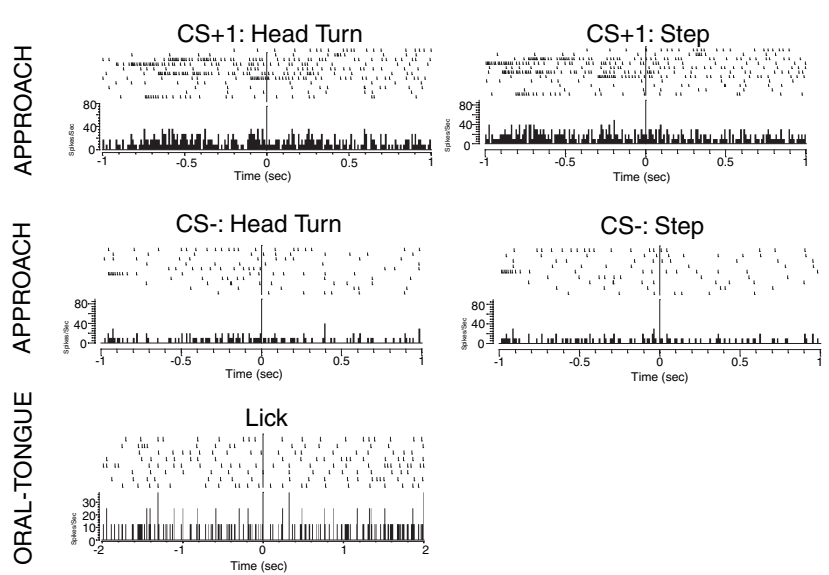 CS+1: Head Turn
CS+1: Step
APPROACH
Spikes/Sec
80
40
0
-1 -0.5 0 0.5 1
Time (sec)
Spikes/Sec
80
40
0
-1 -0.5 0 0.5 1
Time (sec)
CS-: Head Turn
CS-: Step
APPROACH
Spikes/Sec
80
40
0
-1 -0.5 0 0.5 1
Time (sec)
Spikes/Sec
80
40
0
-1 -0.5 0 0.5 1
Time (sec)
Lick
ORAL-TONGUE
Spikes/Sec
30
20
10
0
-2 -1 0 1 2
Time (sec)